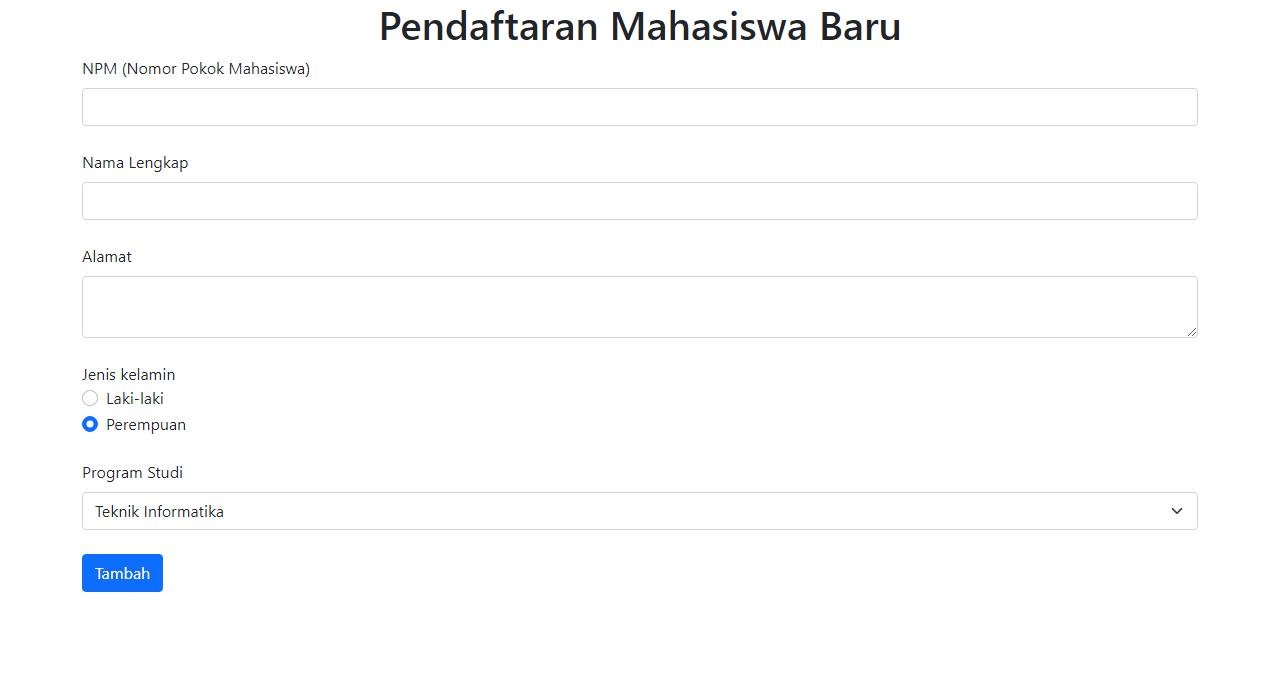 Pendaftaran Mahasiswa Baru
NPM (Nomor Pokok Mahasiswa)
Nama Lengkap
Alamat
Jenis kelamin
Laki-laki
Perempuan
Program Studi
Teknik Informatika
Tambah